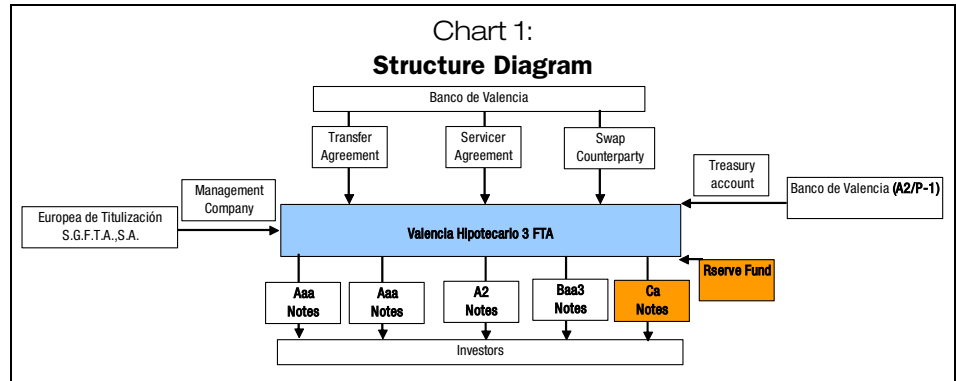 Chart 1:
Structure Diagram
Banco de Valencia
Transfer
Agreement
Servicer
Agreement
Swap
Counterparty
Treasury
account
Banco de Valencia (A2/P-1)
Management
Company
Europea de Titulización
S.G.F.T.A.,S.A.
Valencia Hipotecario 3 FTA
Rserve Fund
Aaa
Notes
Aaa
Notes
A2
Notes
Baa3
Notes
Ca
Notes
Investors